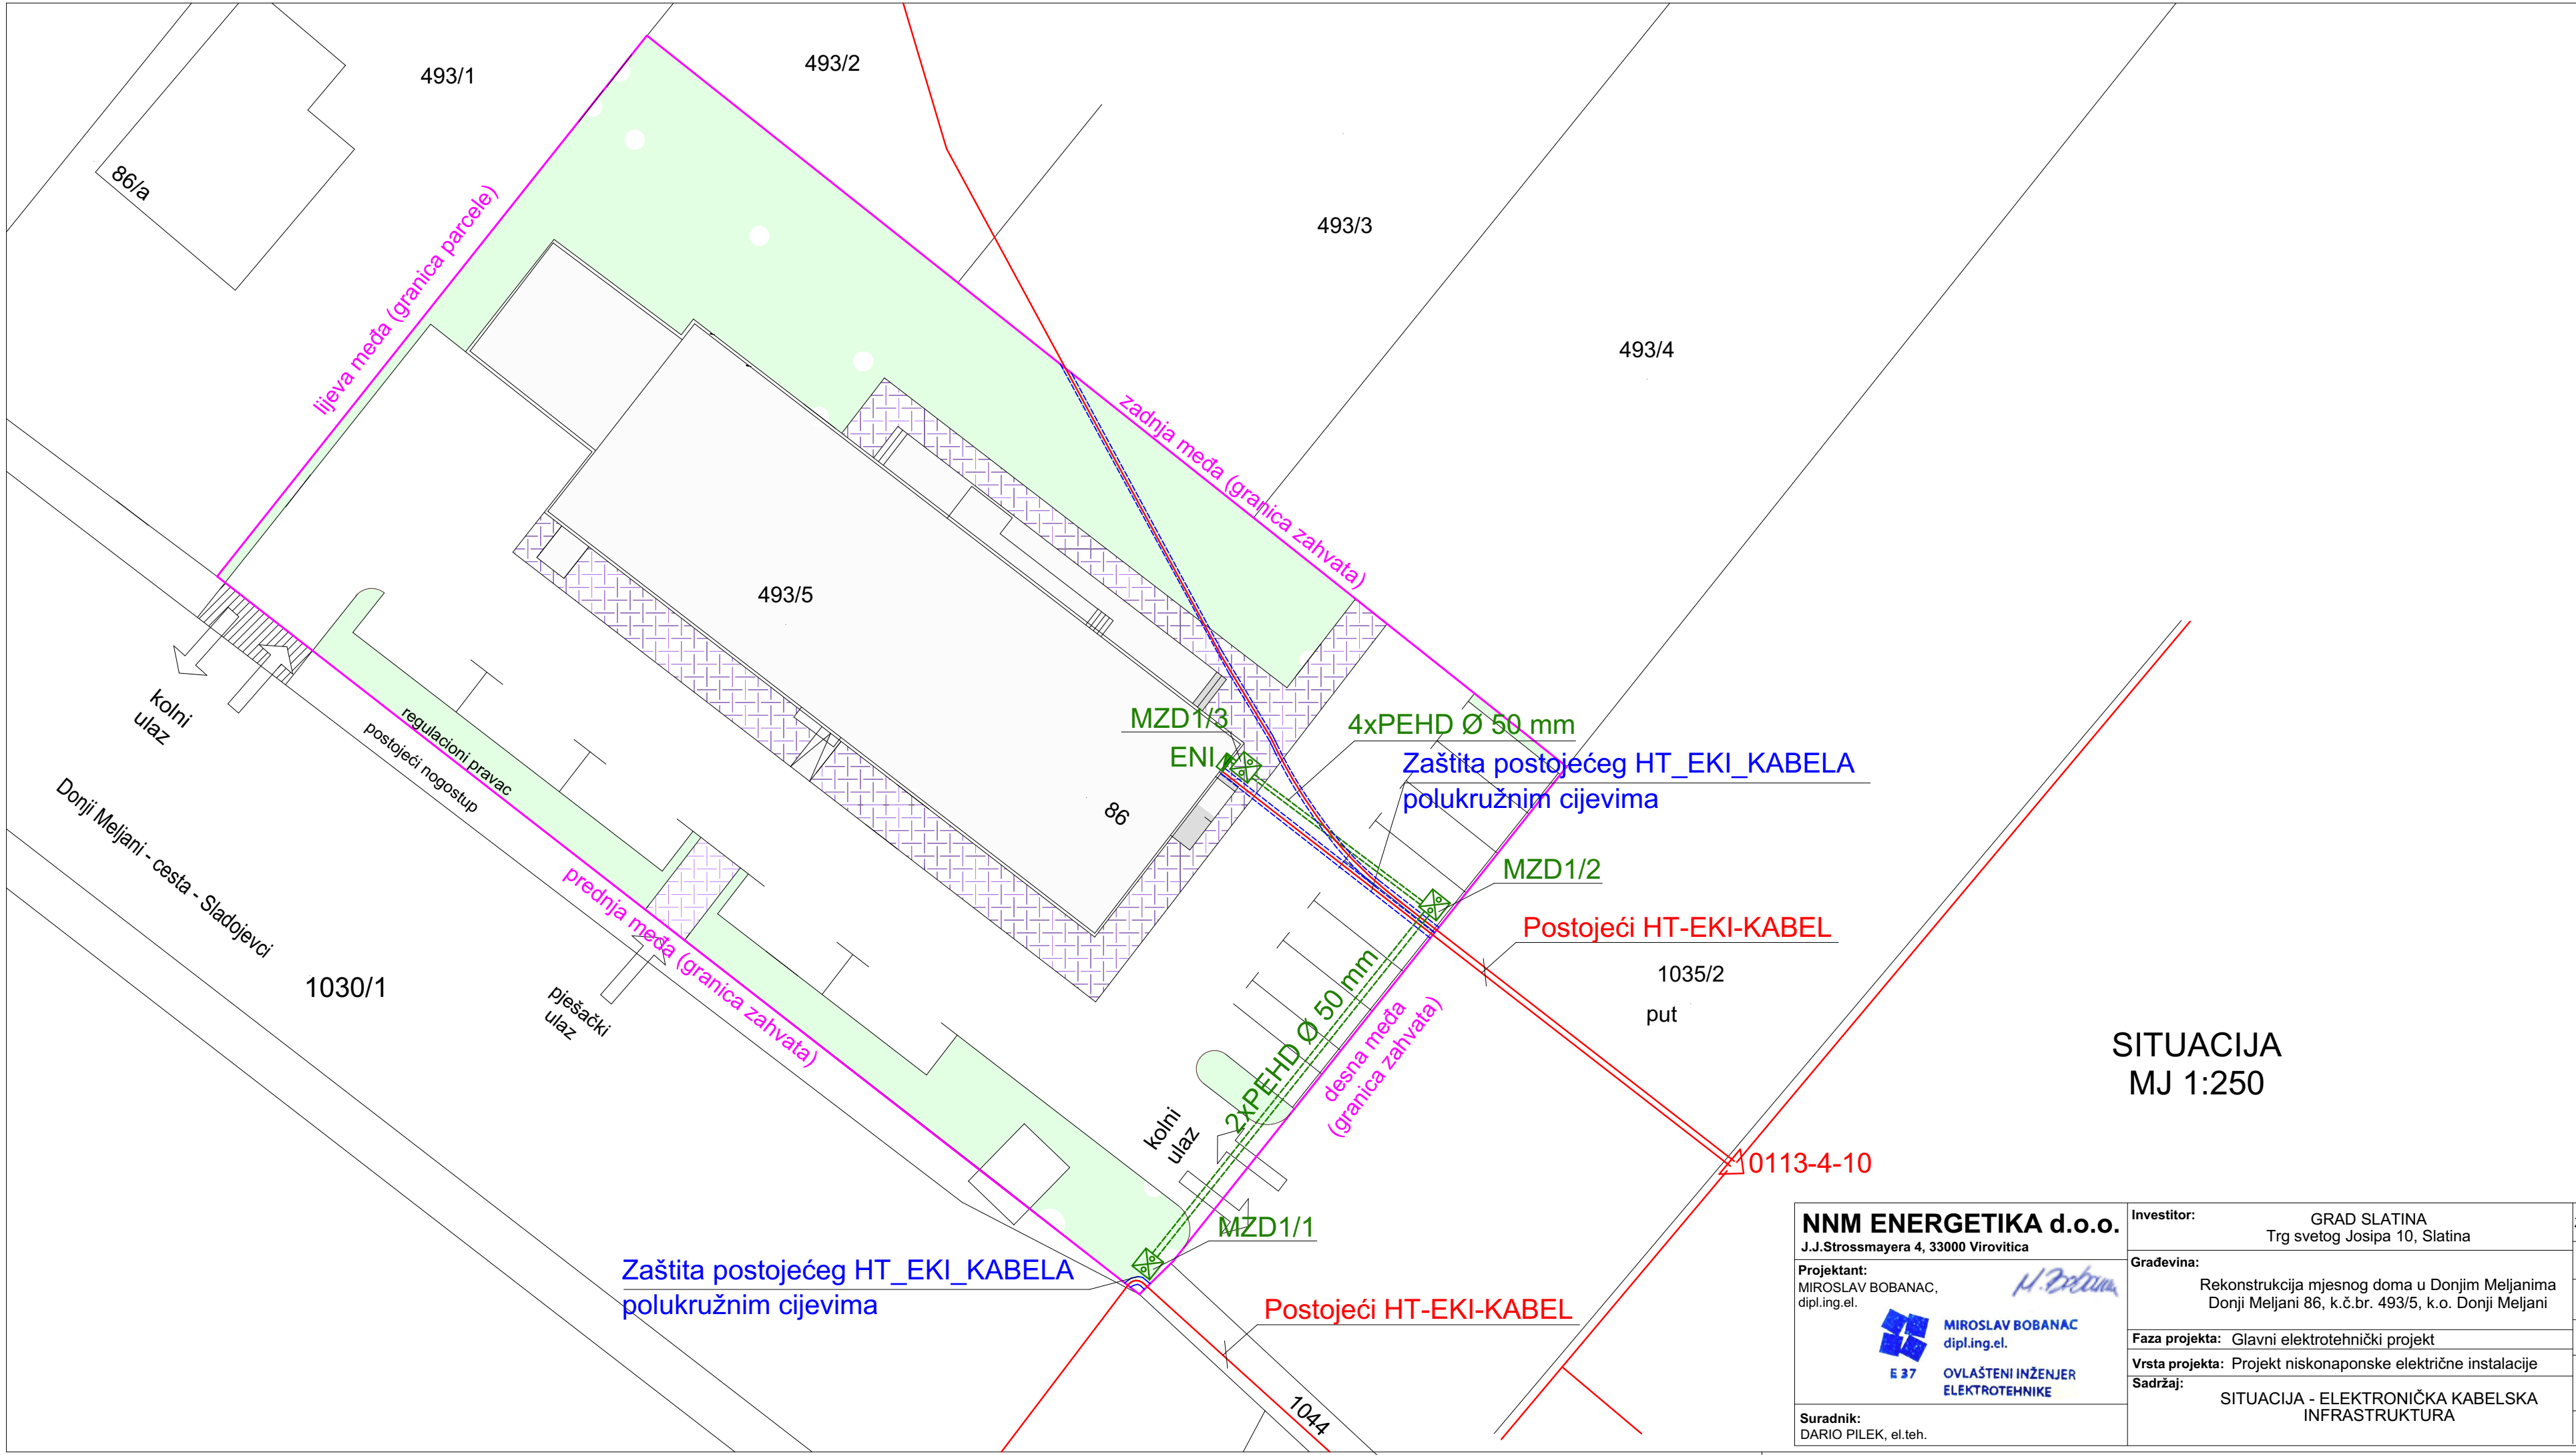 493/1
493/2
86/a
493/3
lijeva međa (granica parcele)
493/4
zadnja međa (granica zahvata)
493/5
MZD1/3
4xPEHD Ø 50 mm
ENI
Zaštita postojećeg HT_EKI_KABELA
polukružnim cijevima
86
kolni
ulaz
regulacioni pravac
postojeći nogostup
Donji Meljani - cesta - Sladojevci
1030/1
prednja međa (granica zahvata)
pješački
ulaz
MZD1/2
Postojeći HT-EKI-KABEL
1035/2
put
2xPEHD Ø 50 mm
desna međa
(granica zahvata)
kolni
ulaz
SITUACIJA
MJ 1:250
0113-4-10
MZD1/1
Zaštita postojećeg HT_EKI_KABELA
polukružnim cijevima
Postojeći HT-EKI-KABEL
1044
NNM ENERGETIKA d.o.o.
J.J.Strossmayera 4, 33000 Virovitica
Projektant:
MIROSLAV BOBANAC,
dipl.ing.el.
M. Bobanac
MIROSLAV BOBANAC
dipl.ing.el.
E 37
OVLAŠTENI INŽENJER
ELEKTROTEHNIKE
Suradnik:
DARIO PILEK, el.teh.
Investitor:
GRAD SLATINA
Trg svetog Josipa 10, Slatina
Građevina:
Rekonstrukcija mjesnog doma u Donjim Meljanima
Donji Meljani 86, k.č.br. 493/5, k.o. Donji Meljani
Faza projekta: Glavni elektrotehnički projekt
Vrsta projekta: Projekt niskonaponske električne instalacije
Sadržaj:
SITUACIJA - ELEKTRONIČKA KABELSKA
INFRASTRUKTURA